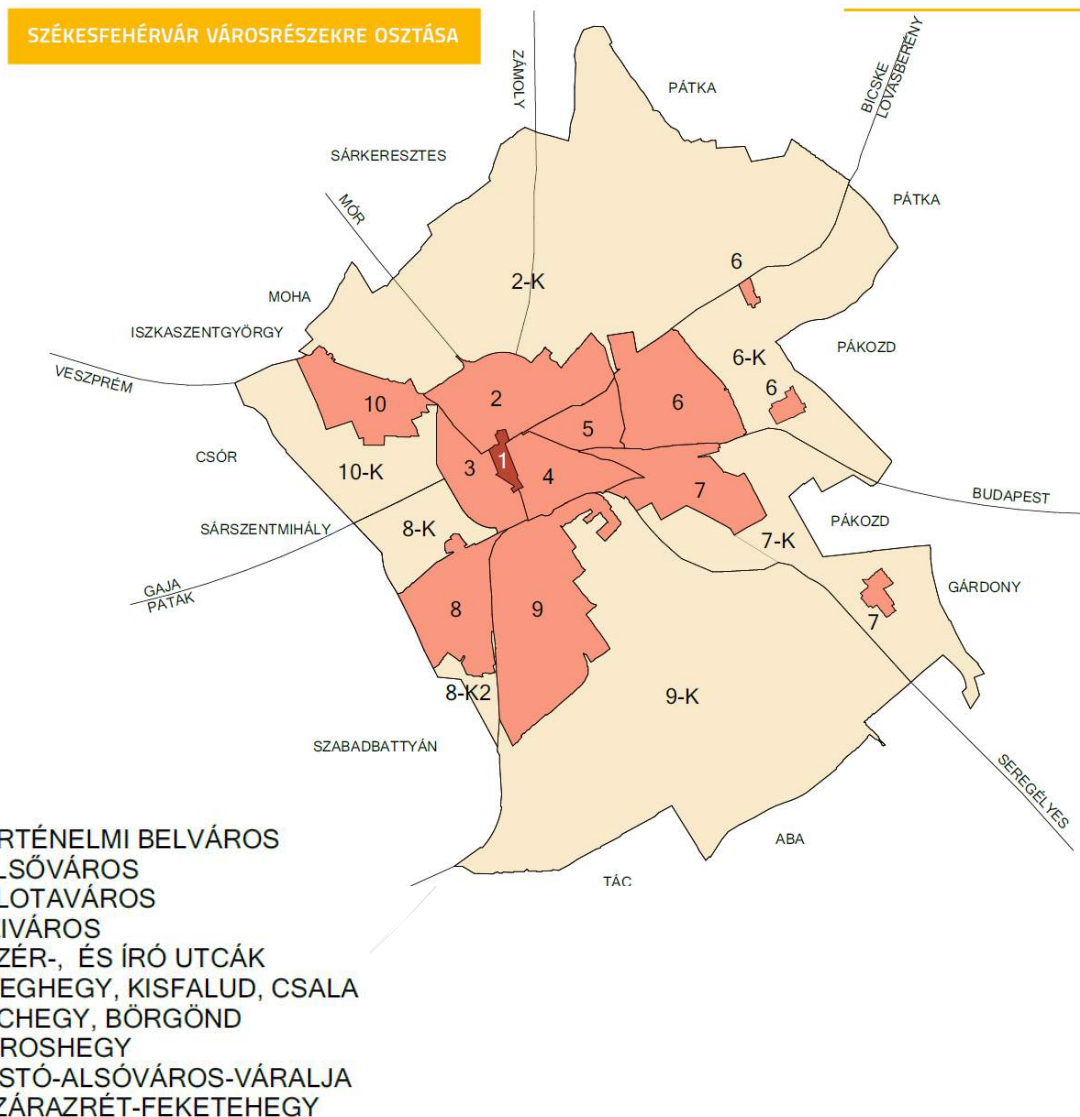 SZÉKESFEHÉRVÁR VÁROSRÉSZEKRE OSZTÁSA
ZÁMOLY
PÁTKA
BICSKE
LOVASBERÉNY
SÁRKERESZTES
PÁTKA
MÓR
6
2-K
MOHA
ISZKASZENTGYÖRGY
PÁKOZD
6-K
VESZPRÉM
6
2
10
6
5
CSÓR
1
3
10-K
4
7
BUDAPEST
8-K
SÁRSZENTMIHÁLY
PÁKOZD
7-K
GAJA
PATAK
GÁRDONY
8
9
7
8-K2
9-K
SZABADBATTYÁN
SEREGÉLYES
ABA
TÁC
RTÉNELMI BELVÁROS
LSŐVÁROS
LOTAVÁROS
IVÁROS
ZÉR-, ÉS ÍRÓ UTCÁK
EGHEGY, KISFALUD, CSALA
CHEGY, BÖRGÖND
ROSHEGY
STÓ-ALSÓVÁROS-VÁRALJA
ZÁRAZRÉT-FEKETEHEGY